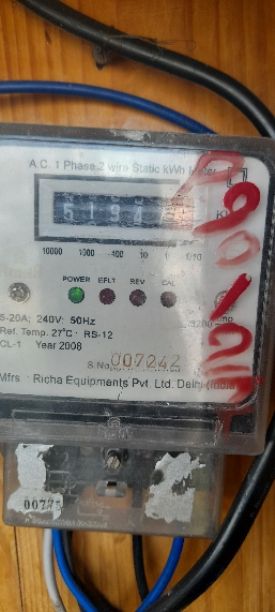 A.C. 1 Phase 2 wire Static kWh Meter
5194
10000 1000 100 10 1 1/10
POWER EFLT REV CAL
5-20A; 240V; 50Hz
3200
Ref. Temp. 27°C RS-12
CL-1 Year 2008
S.No. 007242
Mfrs : Richa Equipments Pvt. Ltd. Delhi (India)